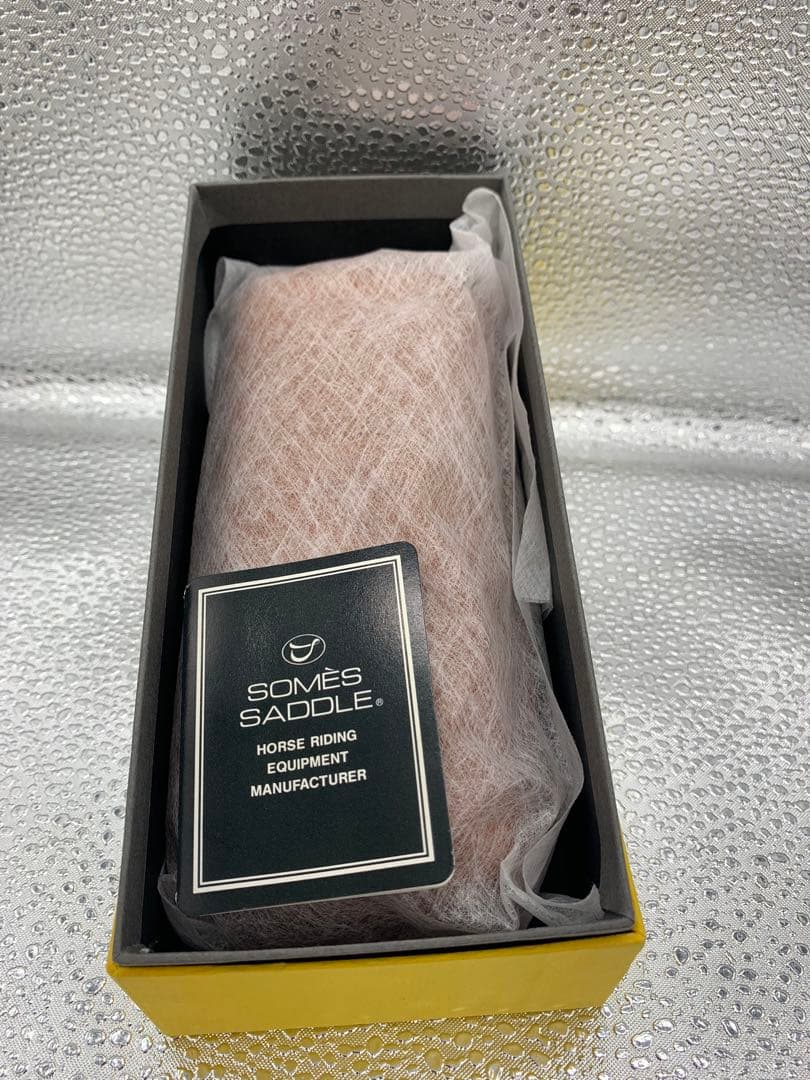 SOMÈS
SADDLE®
HORSE RIDING
EQUIPMENT
MANUFACTURER